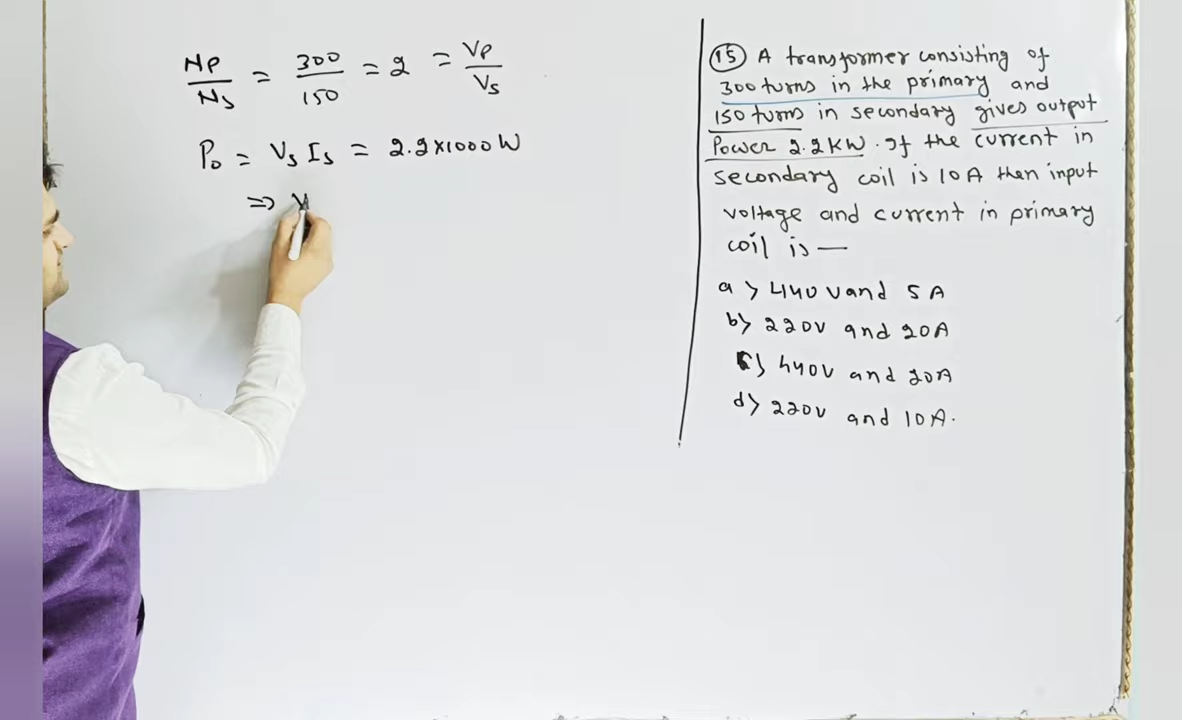 NP/Ns = 300/150 = 2 = VP/Vs
Po = Vs Is = 2.2×1000 W
⇒ V
(15) A transformer consisting of
300 turns in the primary and
150 turns in secondary gives output
Power 2.2 KW. If the current in
secondary coil is 10 A then input
voltage and current in primary
coil is —
a) 440 V and 5 A
b) 220V and 20A
c) 440V and 20A
d) 220V and 10A.